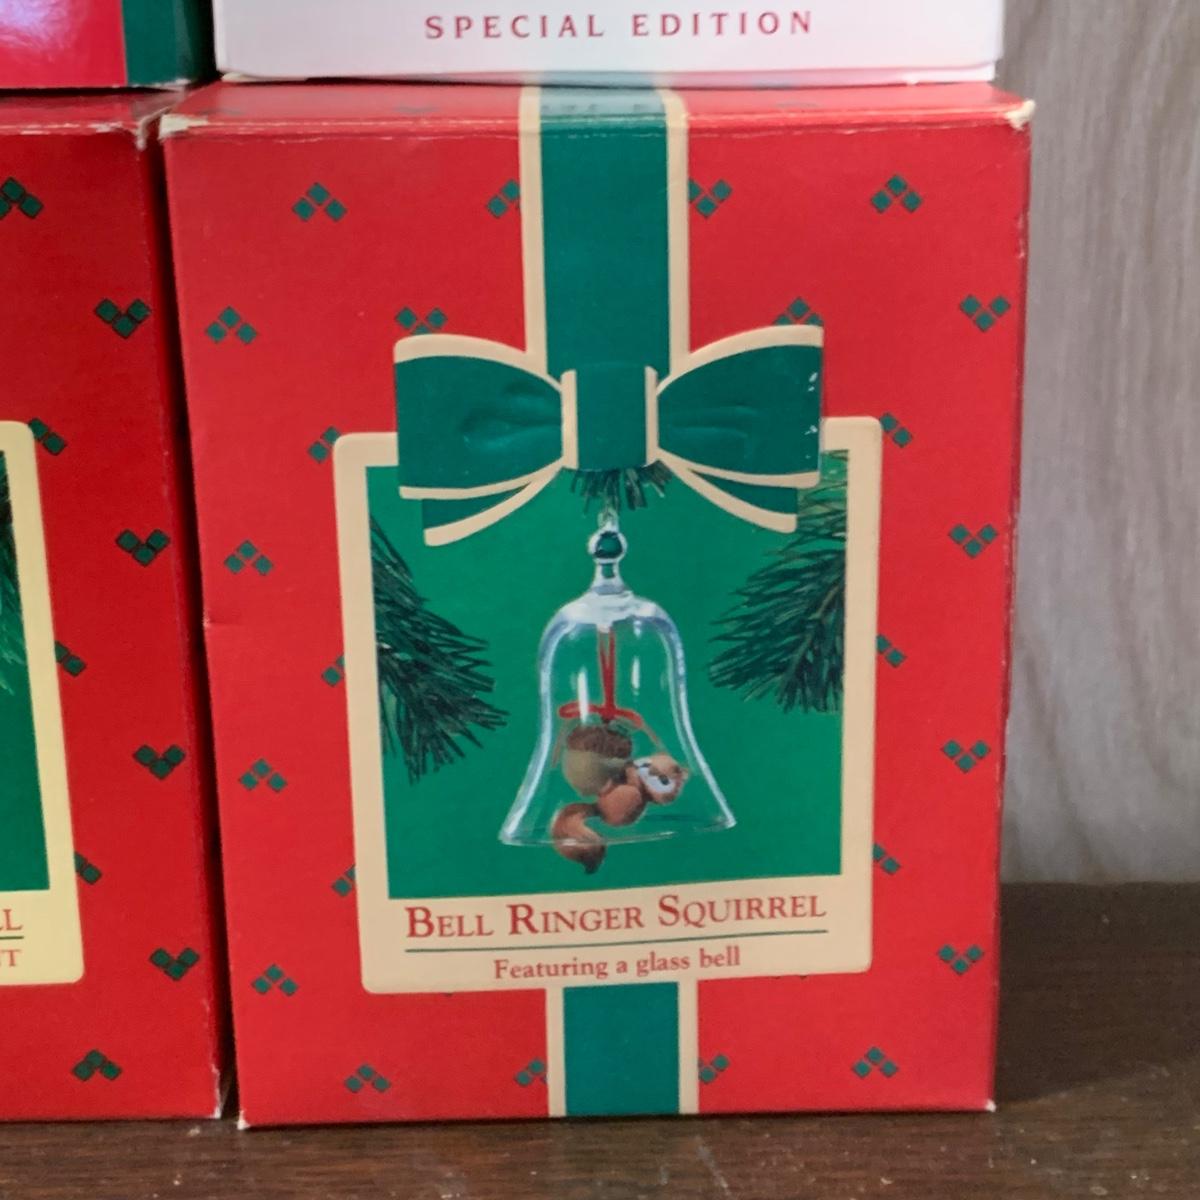 SPECIAL EDITION
BELL RINGER SQUIRREL
Featuring a glass bell